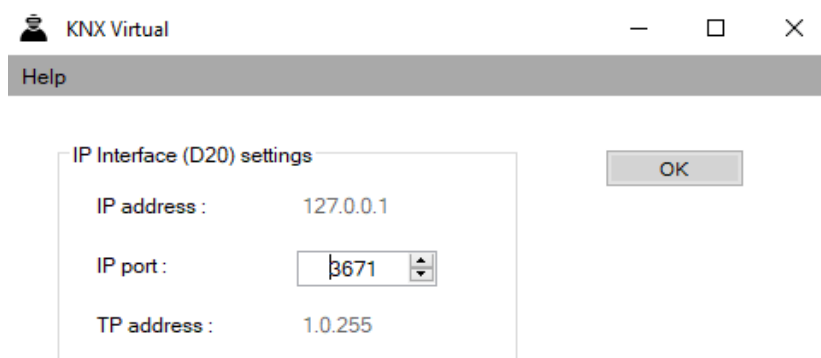 KNX Virtual
Help
IP Interface (D20) settings
OK
IP address : 127.0.0.1
IP port : 3671
TP address : 1.0.255